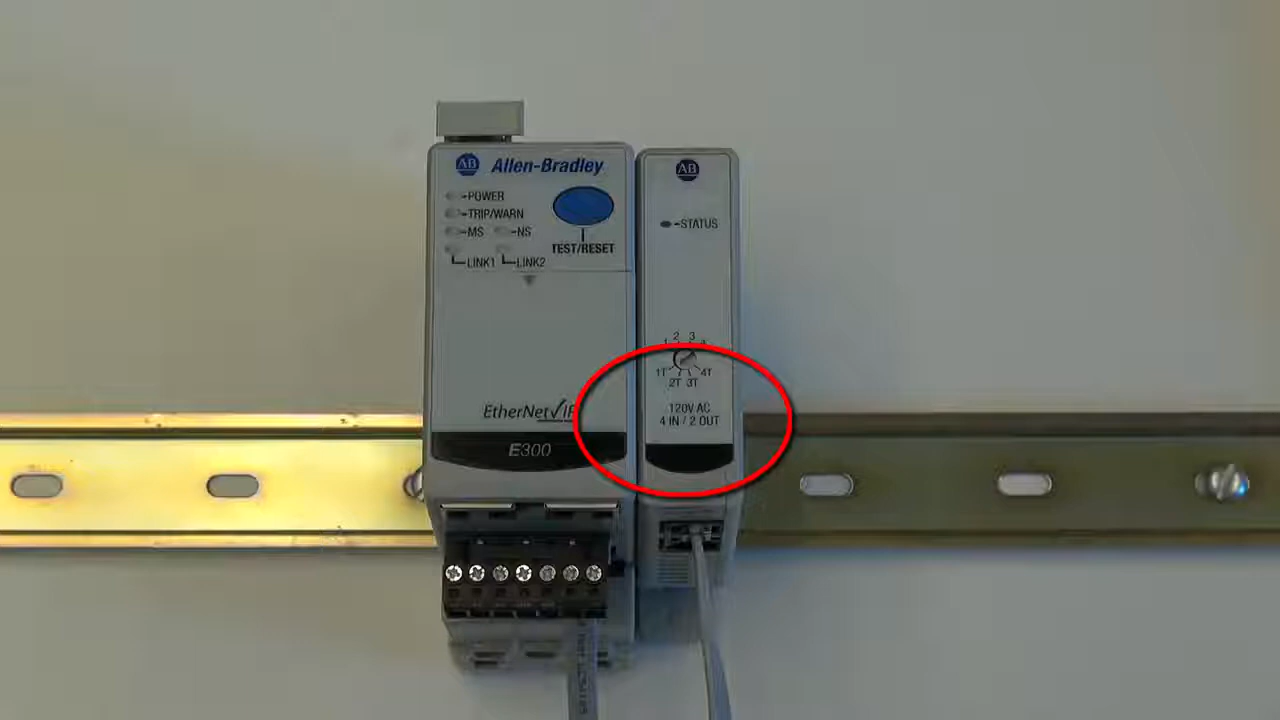 AB Allen-Bradley
POWER
TRIP/WARN
MS NS
LINK1 LINK2
TEST/RESET
EtherNet/IP
E300
AB
STATUS
1 2 3 4
1T 2T 3T 4T
120V AC
4 IN / 2 OUT